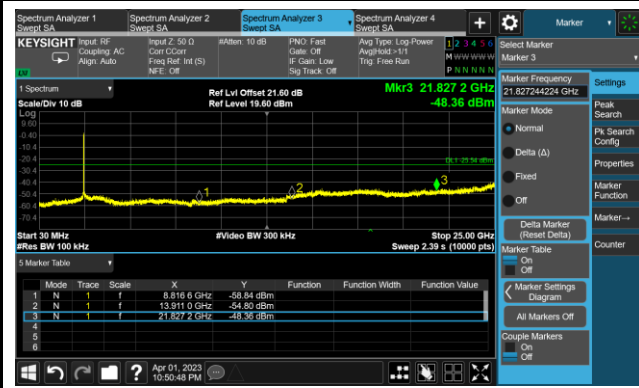 Spectrum Analyzer 1
Swept SA
Spectrum Analyzer 2
Swept SA
Spectrum Analyzer 3
Swept SA
Spectrum Analyzer 4
Swept SA
Marker
KEYSIGHT
Input: RF
Coupling: AC
Align: Auto
Input Z: 50 Ω
Corr CCorr
Freq Ref: Int (S)
NFE: Off
#Atten: 10 dB
PNO: Fast
Gate: Off
IF Gain: Low
Sig Track: Off
Avg Type: Log-Power
Avg|Hold:>1/1
Trig: Free Run
1 2 3 4 5 6
M W W W W W
P N N N N N
Select Marker
Marker 3
1 Spectrum
Scale/Div 10 dB
Ref Lvl Offset 21.60 dB
Ref Level 19.60 dBm
Mkr3 21.827 2 GHz
-48.36 dBm
Log
9.60
-0.40
-10.4
-20.4
-30.4
-40.4
-50.4
-60.4
-70.4
DL1 -25.54 dBm
1
2
3
Start 30 MHz
#Res BW 100 kHz
#Video BW 300 kHz
Stop 25.00 GHz
Sweep 2.39 s (10000 pts)
5 Marker Table
Mode Trace Scale X Y Function Function Width Function Value
1 N 1 f 8.816 6 GHz -58.84 dBm
2 N 1 f 13.911 0 GHz -54.80 dBm
3 N 1 f 21.827 2 GHz -48.36 dBm
4
5
6
Marker Frequency
21.827244224 GHz
Marker Mode
Normal
Delta (Δ)
Fixed
Off
Delta Marker
(Reset Delta)
Marker Table
On
Off
Marker Settings
Diagram
All Markers Off
Couple Markers
On
Off
Settings
Peak
Search
Pk Search
Config
Properties
Marker
Function
Marker→
Counter
?
Apr 01, 2023
10:50:48 PM